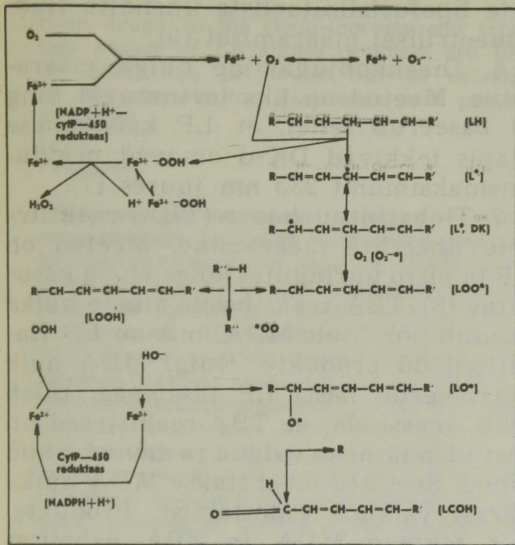 O₂
Fe³⁺ + O₂
Fe³⁺ + O₂⁻
Fe²⁺
[NADP+H⁺—
cytP—450
reduktaas]
R—CH=CH—CH—CH=CH—R′ [LH]
Fe³⁺
Fe³⁺—OOH
R—CH=CH—CH—CH=CH—R′ [L•]
H₂O₂
H⁺ Fe²⁺—OOH
R—CH—CH=CH—CH=CH—R′ [L•, DK]
O₂ [O₂⁻•]
R′′—H
R—CH—CH=CH—CH=CH—R′
R—CH—CH=CH—CH=CH—R′ [LOO•]
OOH
[LOOH]
R′′
•OO
HO⁻
Fe³⁺
Fe³⁺
R—CH—CH=CH—CH=CH—R′ [LO•]
O•
CytP—450
reduktaas
[NADPH+H⁺]
R
H
O
C—CH=CH—CH=CH—R′ [LCOH]